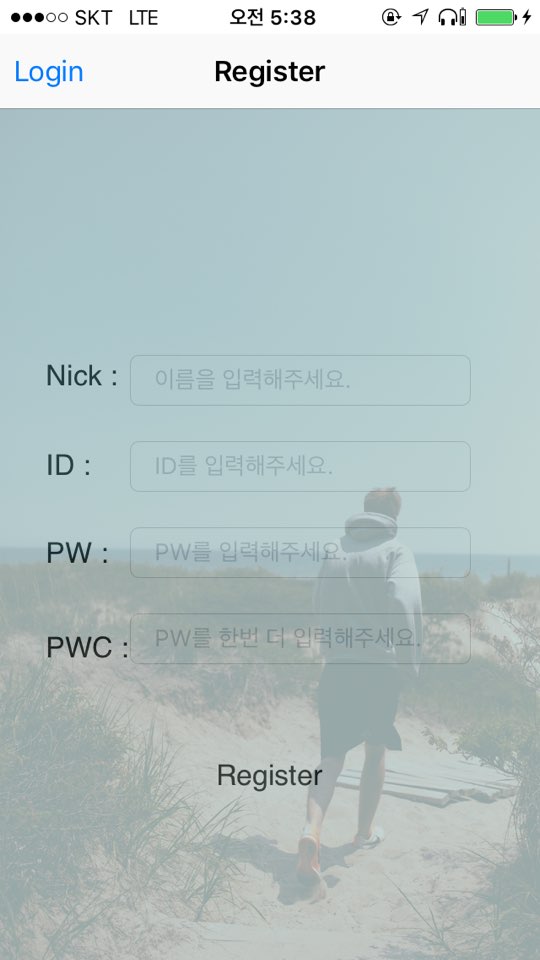 SKT LTE 오전 5:38
Login Register
Nick : 이름을 입력해주세요.
ID : ID를 입력해주세요.
PW : PW를 입력해주세요.
PWC : PW를 한번 더 입력해주세요.
Register